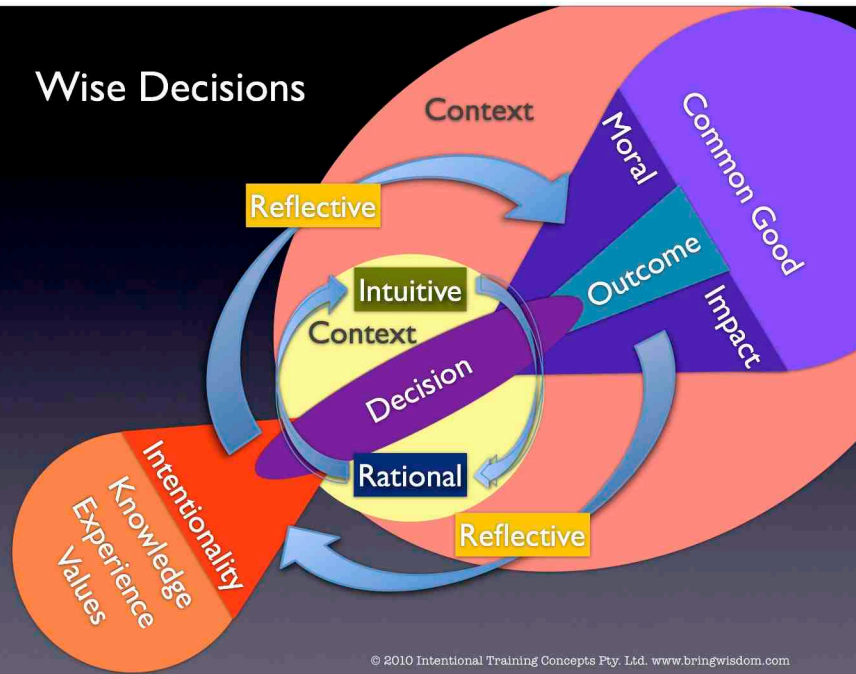 Wise Decisions
Context
Moral
Common Good
Reflective
Intuitive
Outcome
Context
Impact
Decision
Rational
Intentionality
Knowledge
Experience
Values
Reflective
© 2010 Intentional Training Concepts Pty. Ltd. www.bringwisdom.com